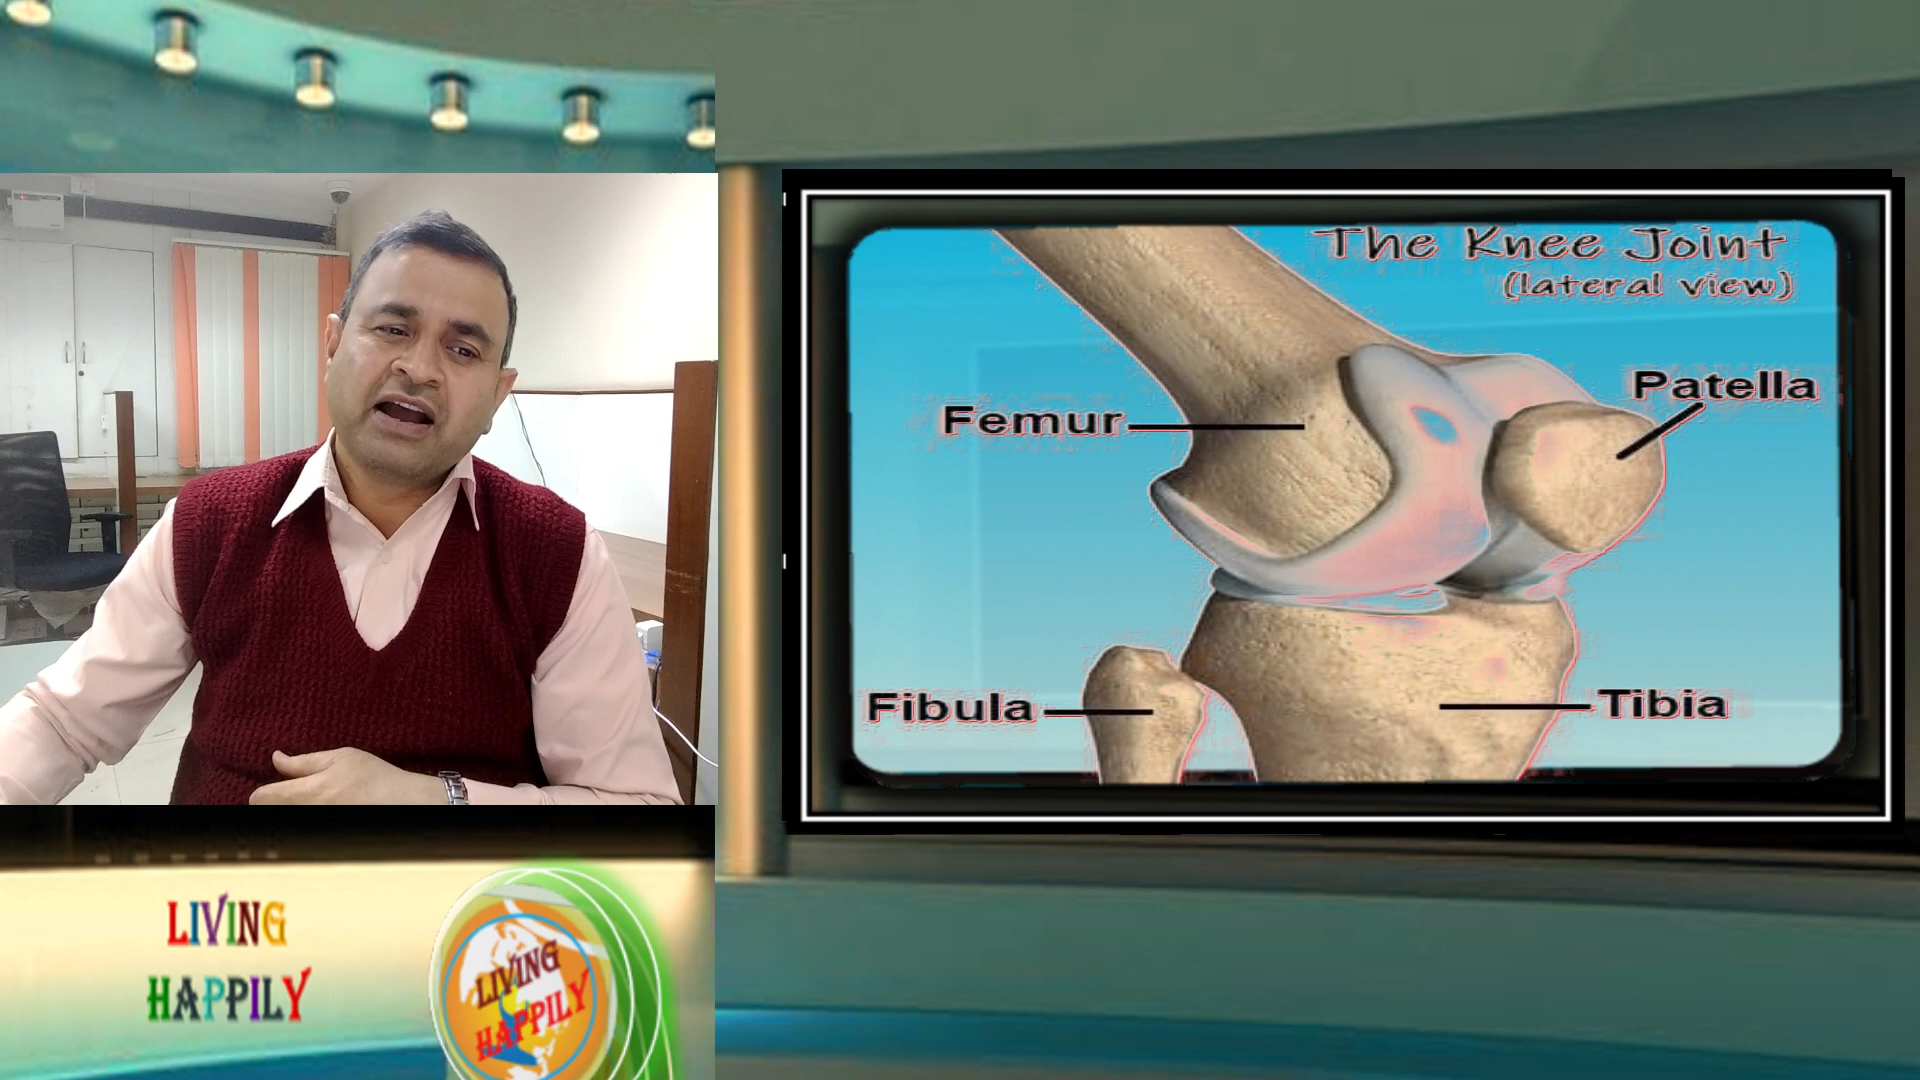 The Knee Joint
(lateral view)
Patella
Femur
Fibula
Tibia
LIVING
HAPPILY
LIVING
HAPPILY